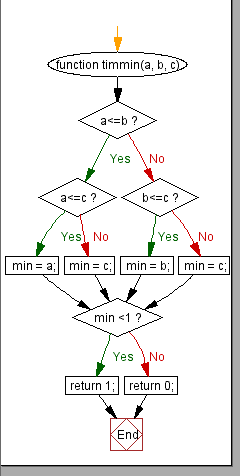 function timmin(a, b, c)
a<=b ?
Yes No
a<=c ? b<=c ?
Yes No Yes No
min = a; min = c; min = b; min = c;
min <1 ?
Yes No
return 1; return 0;
End